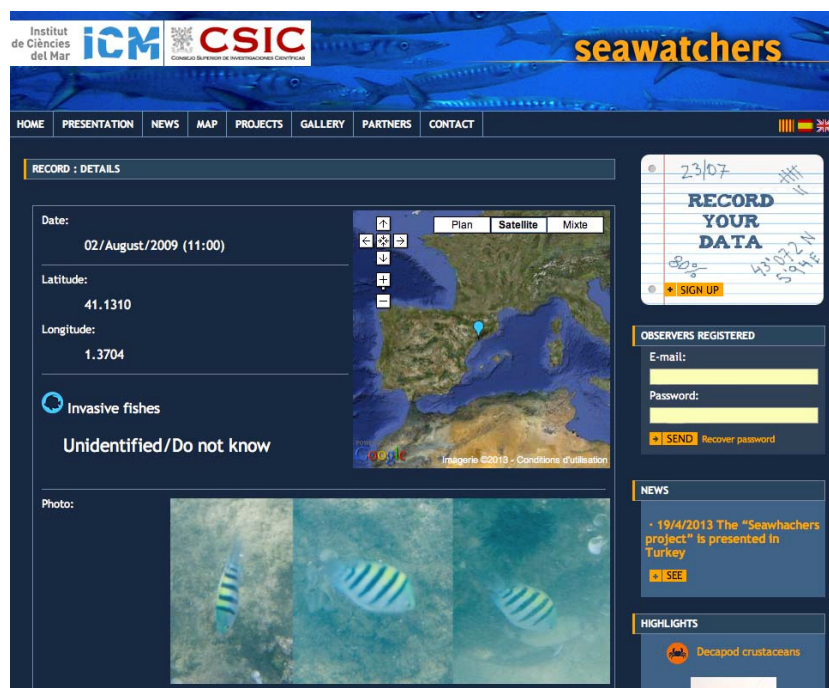 Institut
de Ciències
del Mar
ICM
CSIC
CONSEJO SUPERIOR DE INVESTIGACIONES CIENTÍFICAS
seawatchers
HOME PRESENTATION NEWS MAP PROJECTS GALLERY PARTNERS CONTACT
RECORD : DETAILS
Date:
02/August/2009 (11:00)
Latitude:
41.1310
Longitude:
1.3704
Invasive fishes
Unidentified/Do not know
Plan Satellite Mixte
Google
Imagerie ©2013 - Conditions d'utilisation
Photo:
23/07
RECORD
YOUR
DATA
80%
43'072 N
5'94 E
+ SIGN UP
OBSERVERS REGISTERED
E-mail:
Password:
SEND Recover password
NEWS
· 19/4/2013 The "Seawhachers
project" is presented in
Turkey
+ SEE
HIGHLIGHTS
Decapod crustaceans